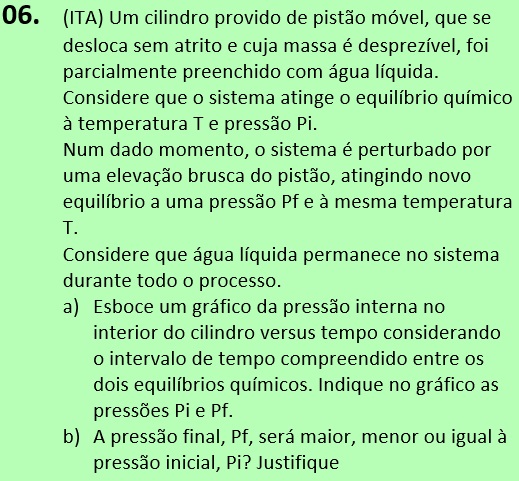 06. (ITA) Um cilindro provido de pistão móvel, que se
desloca sem atrito e cuja massa é desprezível, foi
parcialmente preenchido com água líquida.
Considere que o sistema atinge o equilíbrio químico
à temperatura T e pressão Pi.
Num dado momento, o sistema é perturbado por
uma elevação brusca do pistão, atingindo novo
equilíbrio a uma pressão Pf e à mesma temperatura
T.
Considere que água líquida permanece no sistema
durante todo o processo.
a) Esboce um gráfico da pressão interna no
interior do cilindro versus tempo considerando
o intervalo de tempo compreendido entre os
dois equilíbrios químicos. Indique no gráfico as
pressões Pi e Pf.
b) A pressão final, Pf, será maior, menor ou igual à
pressão inicial, Pi? Justifique